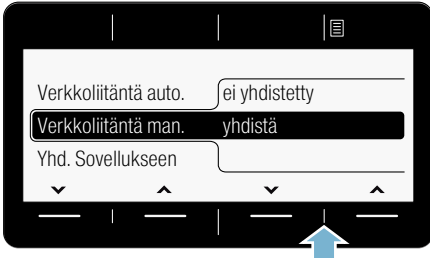 Verkkoliitäntä auto. ei yhdistetty
Verkkoliitäntä man. yhdistä
Yhd. Sovellukseen